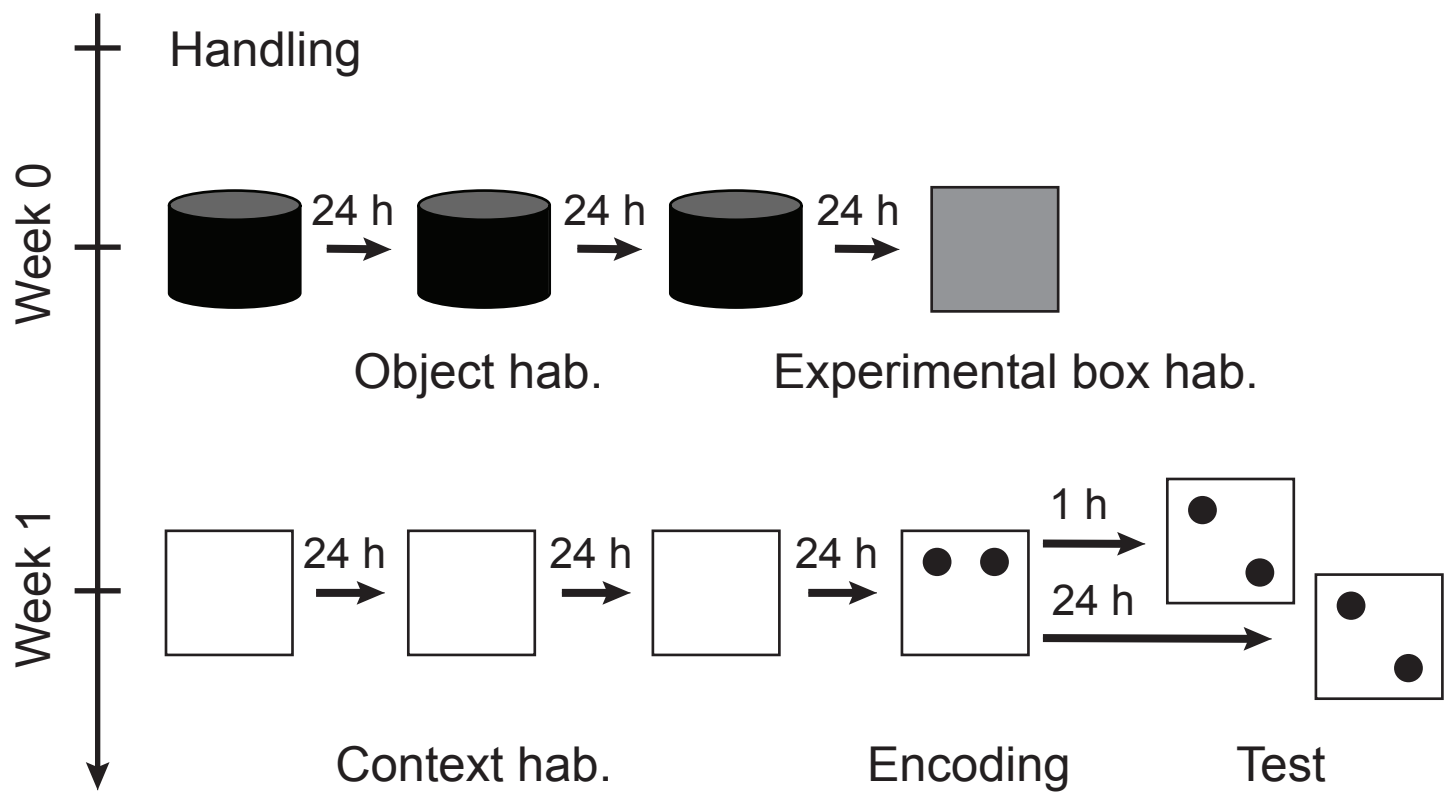 Handling
Week 0
24 h
24 h
24 h
Object hab.
Experimental box hab.
Week 1
24 h
24 h
24 h
1 h
24 h
Context hab.
Encoding
Test